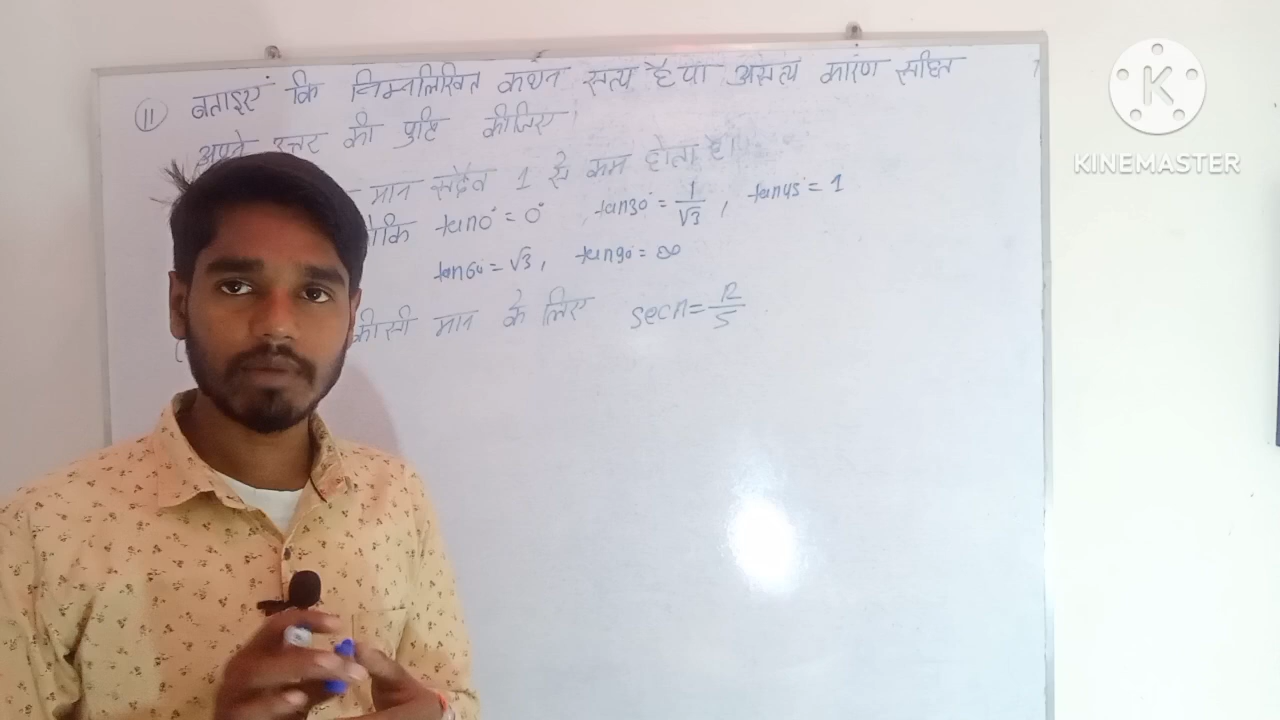 (11) बताइए कि निम्नलिखित कथन सत्य है या असत्य कारण सहित
अपने उत्तर की पुष्टि कीजिए।
मान सदैव 1 से कम होता है।
tan0° = 0° , tan30° = 1/√3 , tan45° = 1
tan60° = √3 , tan90° = ∞
कीसी मान के लिए secA = 12/5
K
KINEMASTER